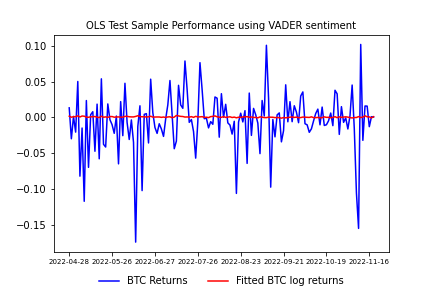 OLS Test Sample Performance using VADER sentiment
0.10
0.05
0.00
−0.05
−0.10
−0.15
2022-04-28 2022-05-26 2022-06-27 2022-07-26 2022-08-23 2022-09-21 2022-10-19 2022-11-16
BTC Returns Fitted BTC log returns